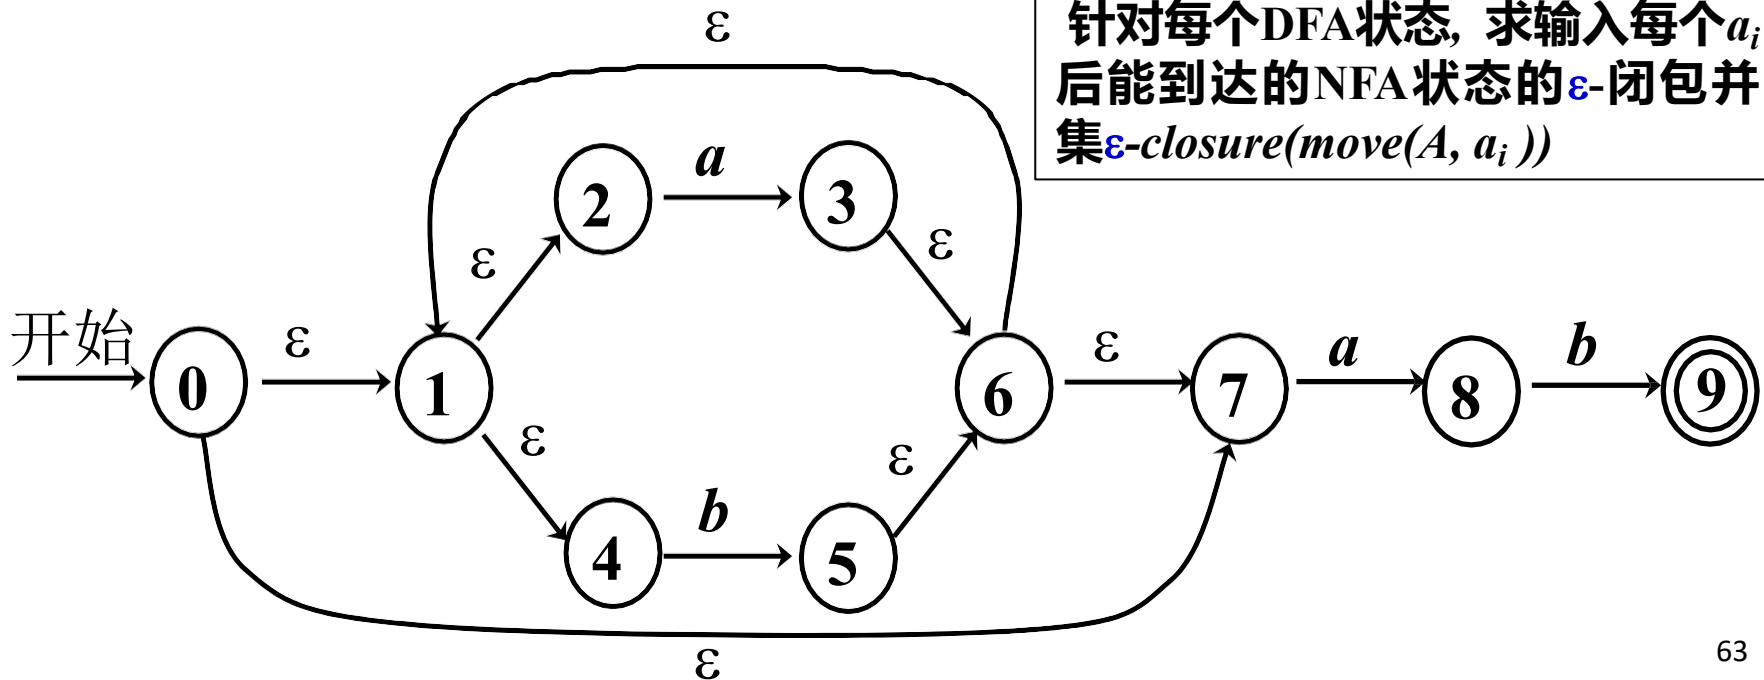 针对每个DFA状态, 求输入每个aᵢ
后能到达的NFA状态的ε-闭包并
集ε-closure(move(A, aᵢ ))
ε
2 a 3
ε ε
开始
0 ε 1 6 ε 7 a 8 b 9
ε ε
4 b 5
ε
63